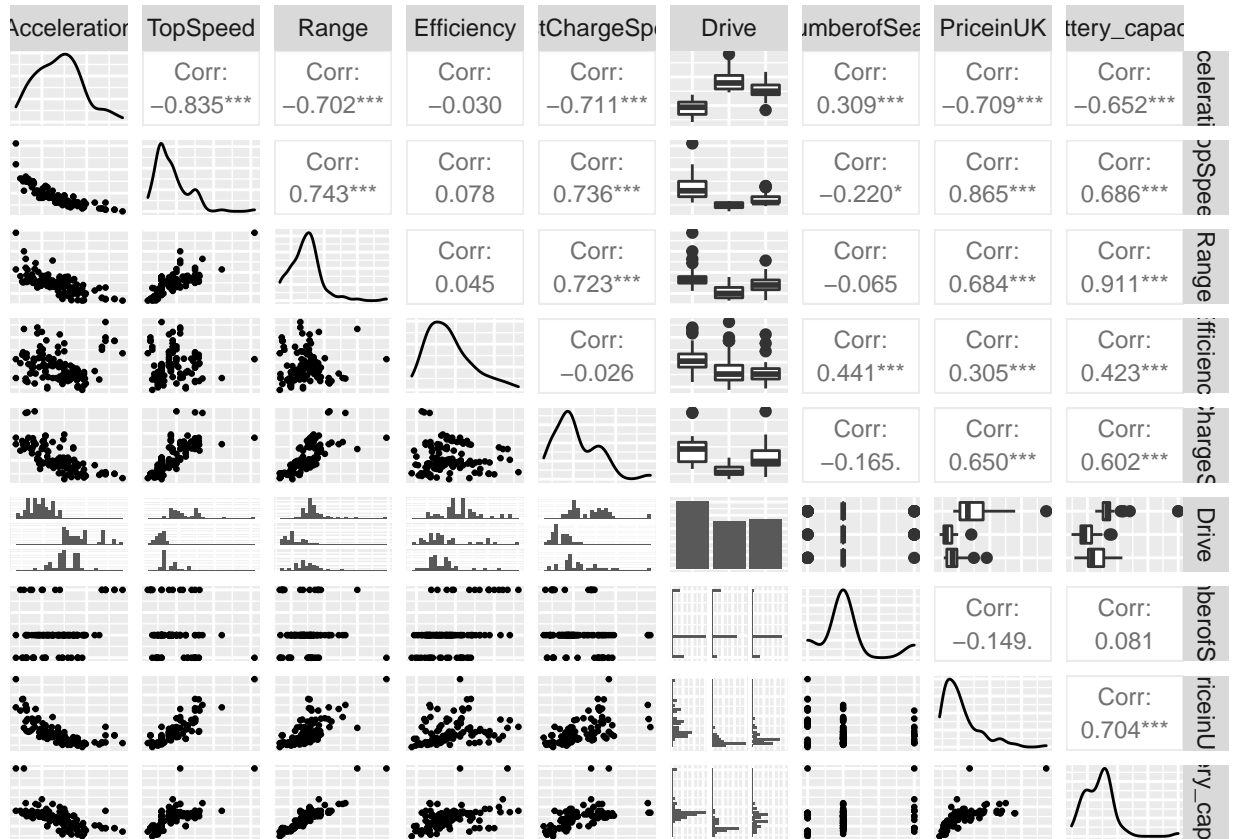 Acceleration TopSpeed Range Efficiency tChargeSpe Drive umberofSea PriceinUK ttery_capac
Corr: Corr: Corr: Corr: Corr: Corr: Corr:
−0.835*** −0.702*** −0.030 −0.711*** 0.309*** −0.709*** −0.652***
celerati
Corr: Corr: Corr: Corr: Corr: Corr:
0.743*** 0.078 0.736*** −0.220* 0.865*** 0.686***
opSpee
Corr: Corr: Corr: Corr: Corr:
0.045 0.723*** −0.065 0.684*** 0.911***
Range
Corr: Corr: Corr: Corr:
−0.026 0.441*** 0.305*** 0.423***
Efficienc
Corr: Corr: Corr:
−0.165. 0.650*** 0.602***
ChargeS
Drive
Corr: Corr:
−0.149. 0.081
mberofS
Corr:
0.704***
riceinU
ery_cap